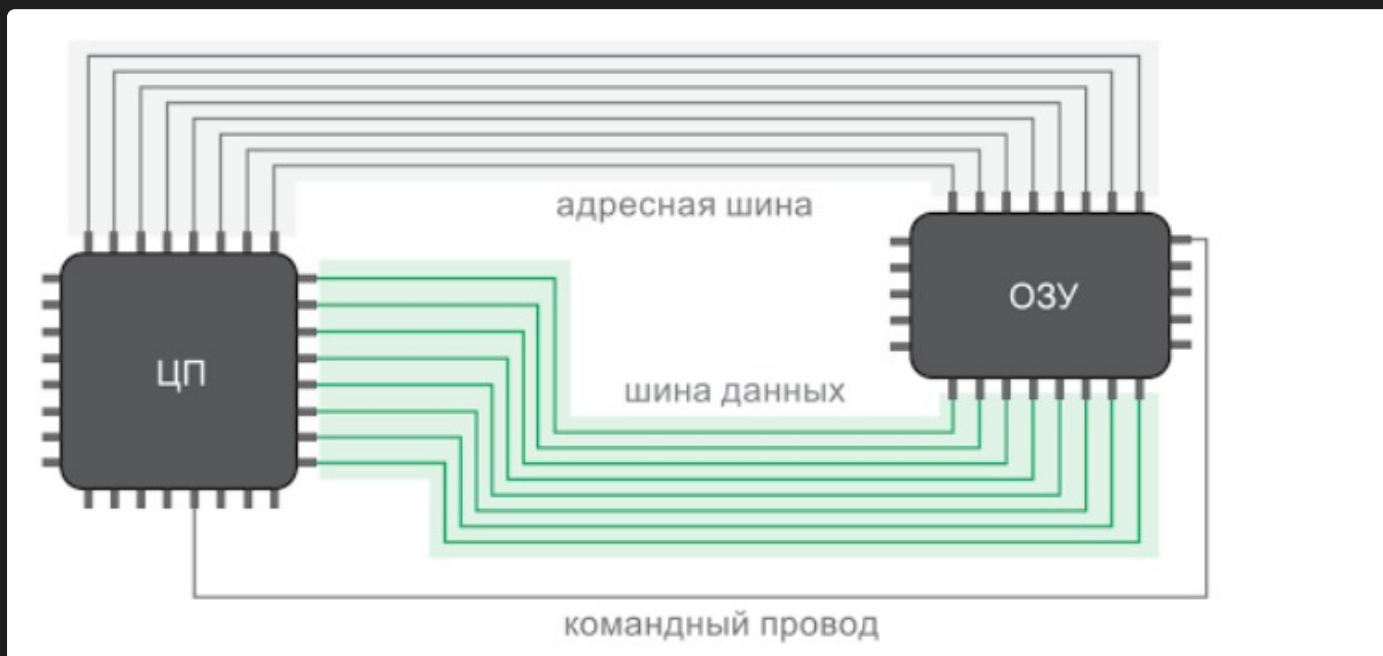 адресная шина
ОЗУ
ЦП
шина данных
командный провод